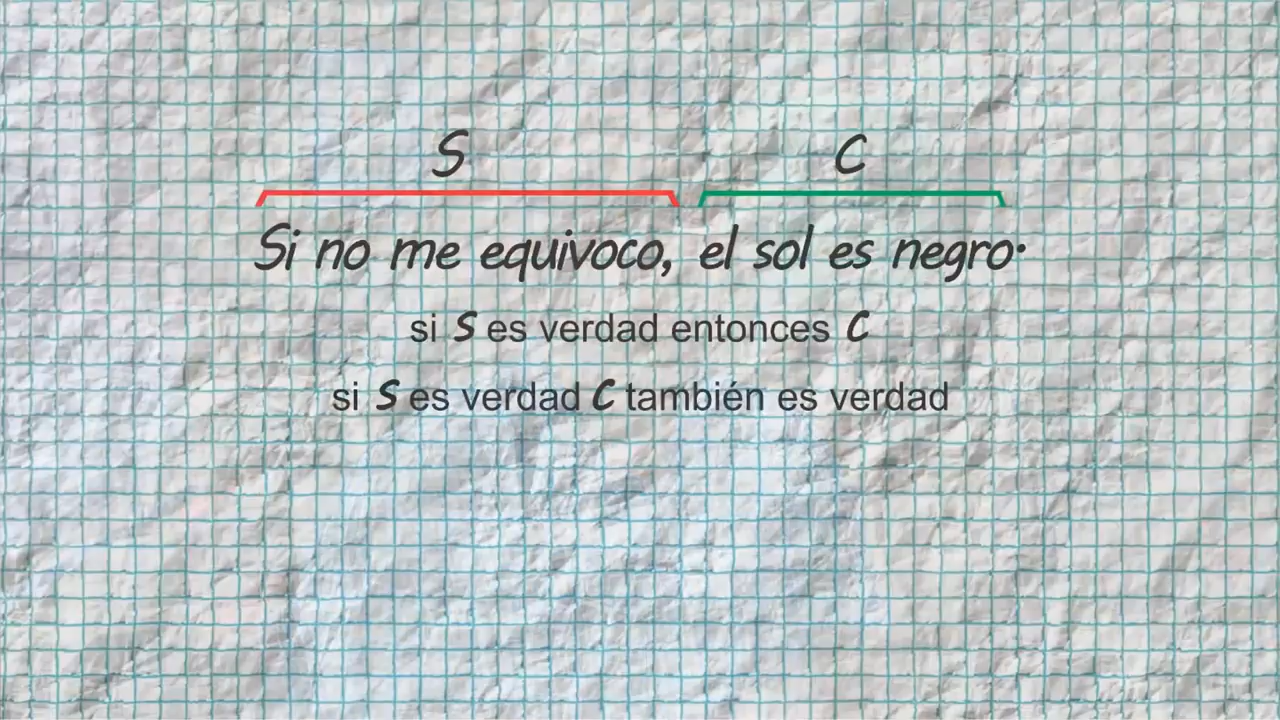 S C
Si no me equivoco, el sol es negro.
si S es verdad entonces C
si S es verdad C también es verdad